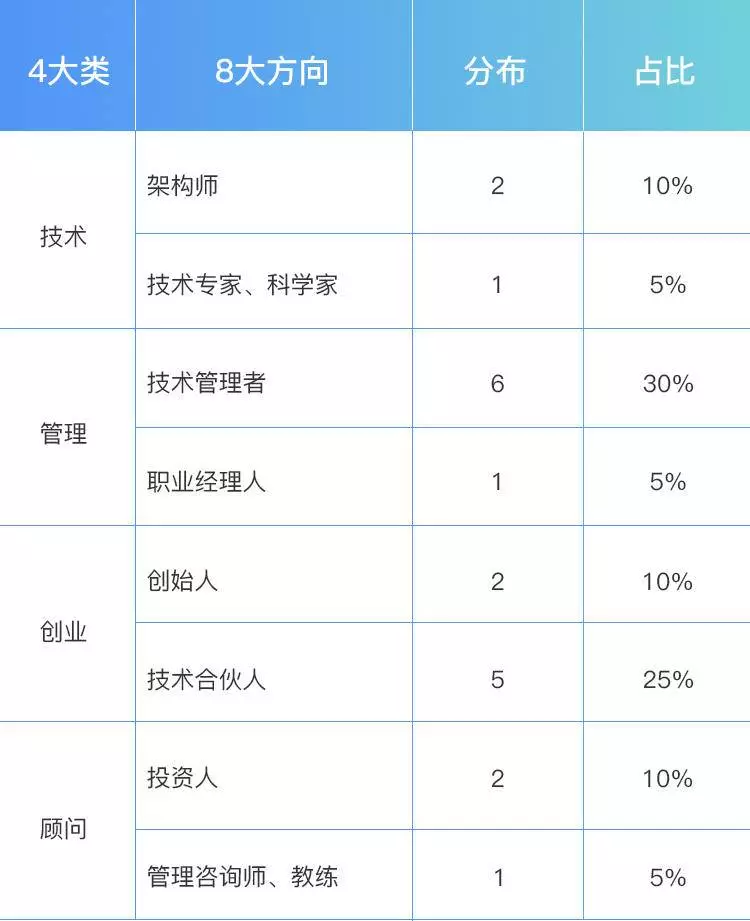 4大类 8大方向 分布 占比
技术
架构师 2 10%
技术专家、科学家 1 5%
管理
技术管理者 6 30%
职业经理人 1 5%
创业
创始人 2 10%
技术合伙人 5 25%
顾问
投资人 2 10%
管理咨询师、教练 1 5%